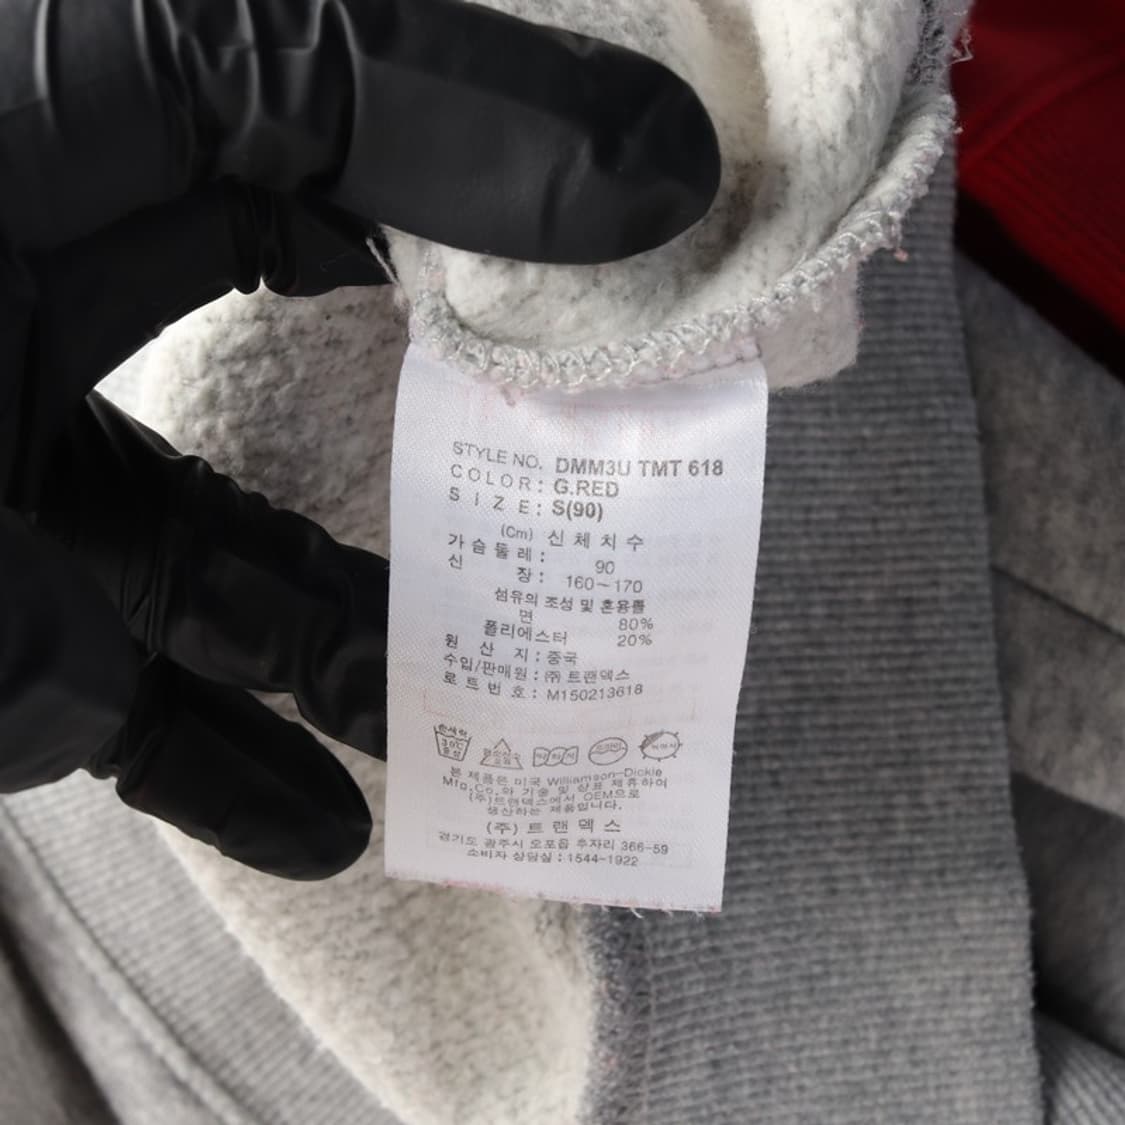 STYLE NO. DMM3U TMT 618
COLOR: G.RED
SIZE: S(90)
(Cm) 신체치수
가슴둘레: 90
신장: 160~170
섬유의 조성 및 혼용률
면 80%
폴리에스터 20%
원산지: 중국
수입/판매원: ㈜트랜덱스
로트번호: M150213618
손세탁
30℃
중성
본 제품은 미국 Williamson-Dickie
Mfg.Co.와 기술 및 상표 제휴하여
(주)트랜덱스에서 OEM으로
생산하는 제품입니다.
(주)트랜덱스
경기도 광주시 오포읍 추자리 366-59
소비자 상담실: 1544-1922